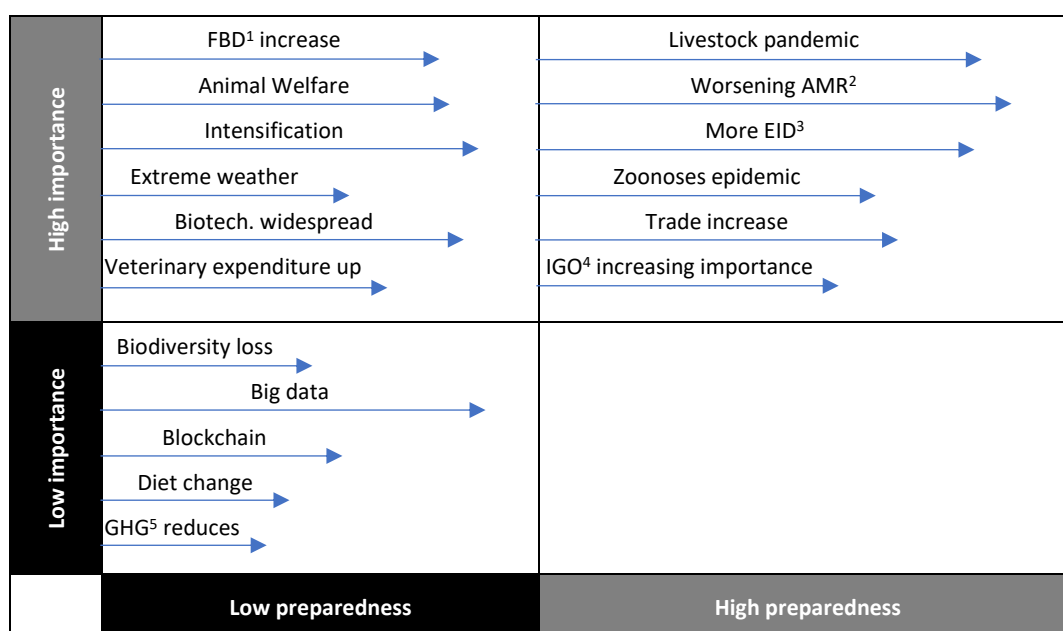 High importance
FBD¹ increase
Animal Welfare
Intensification
Extreme weather
Biotech. widespread
Veterinary expenditure up
Livestock pandemic
Worsening AMR²
More EID³
Zoonoses epidemic
Trade increase
IGO⁴ increasing importance
Low importance
Biodiversity loss
Big data
Blockchain
Diet change
GHG⁵ reduces
Low preparedness
High preparedness